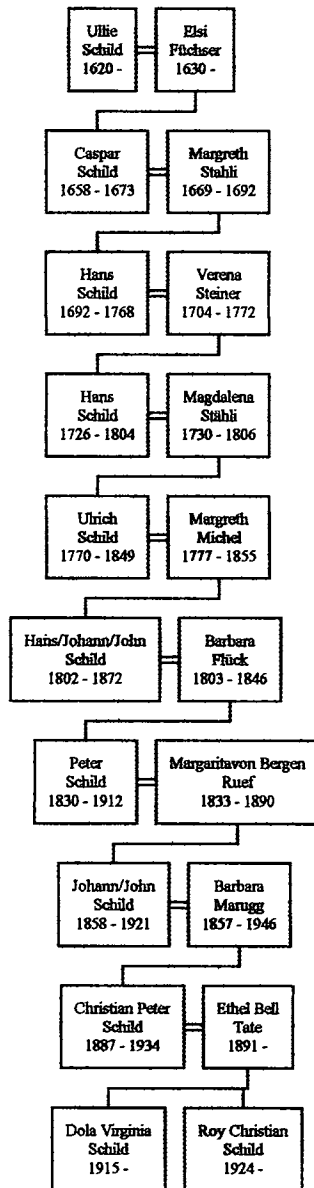 Ullie
Schild
1620 -
Elsi
Füchser
1630 -
Caspar
Schild
1658 - 1673
Margreth
Stahli
1669 - 1692
Hans
Schild
1692 - 1768
Verena
Steiner
1704 - 1772
Hans
Schild
1726 - 1804
Magdalena
Stähli
1730 - 1806
Ulrich
Schild
1770 - 1849
Margreth
Michel
1777 - 1855
Hans/Johann/John
Schild
1802 - 1872
Barbara
Flück
1803 - 1846
Peter
Schild
1830 - 1912
Margaritavon Bergen
Ruef
1833 - 1890
Johann/John
Schild
1858 - 1921
Barbara
Marugg
1857 - 1946
Christian Peter
Schild
1887 - 1934
Ethel Bell
Tate
1891 -
Dola Virginia
Schild
1915 -
Roy Christian
Schild
1924 -